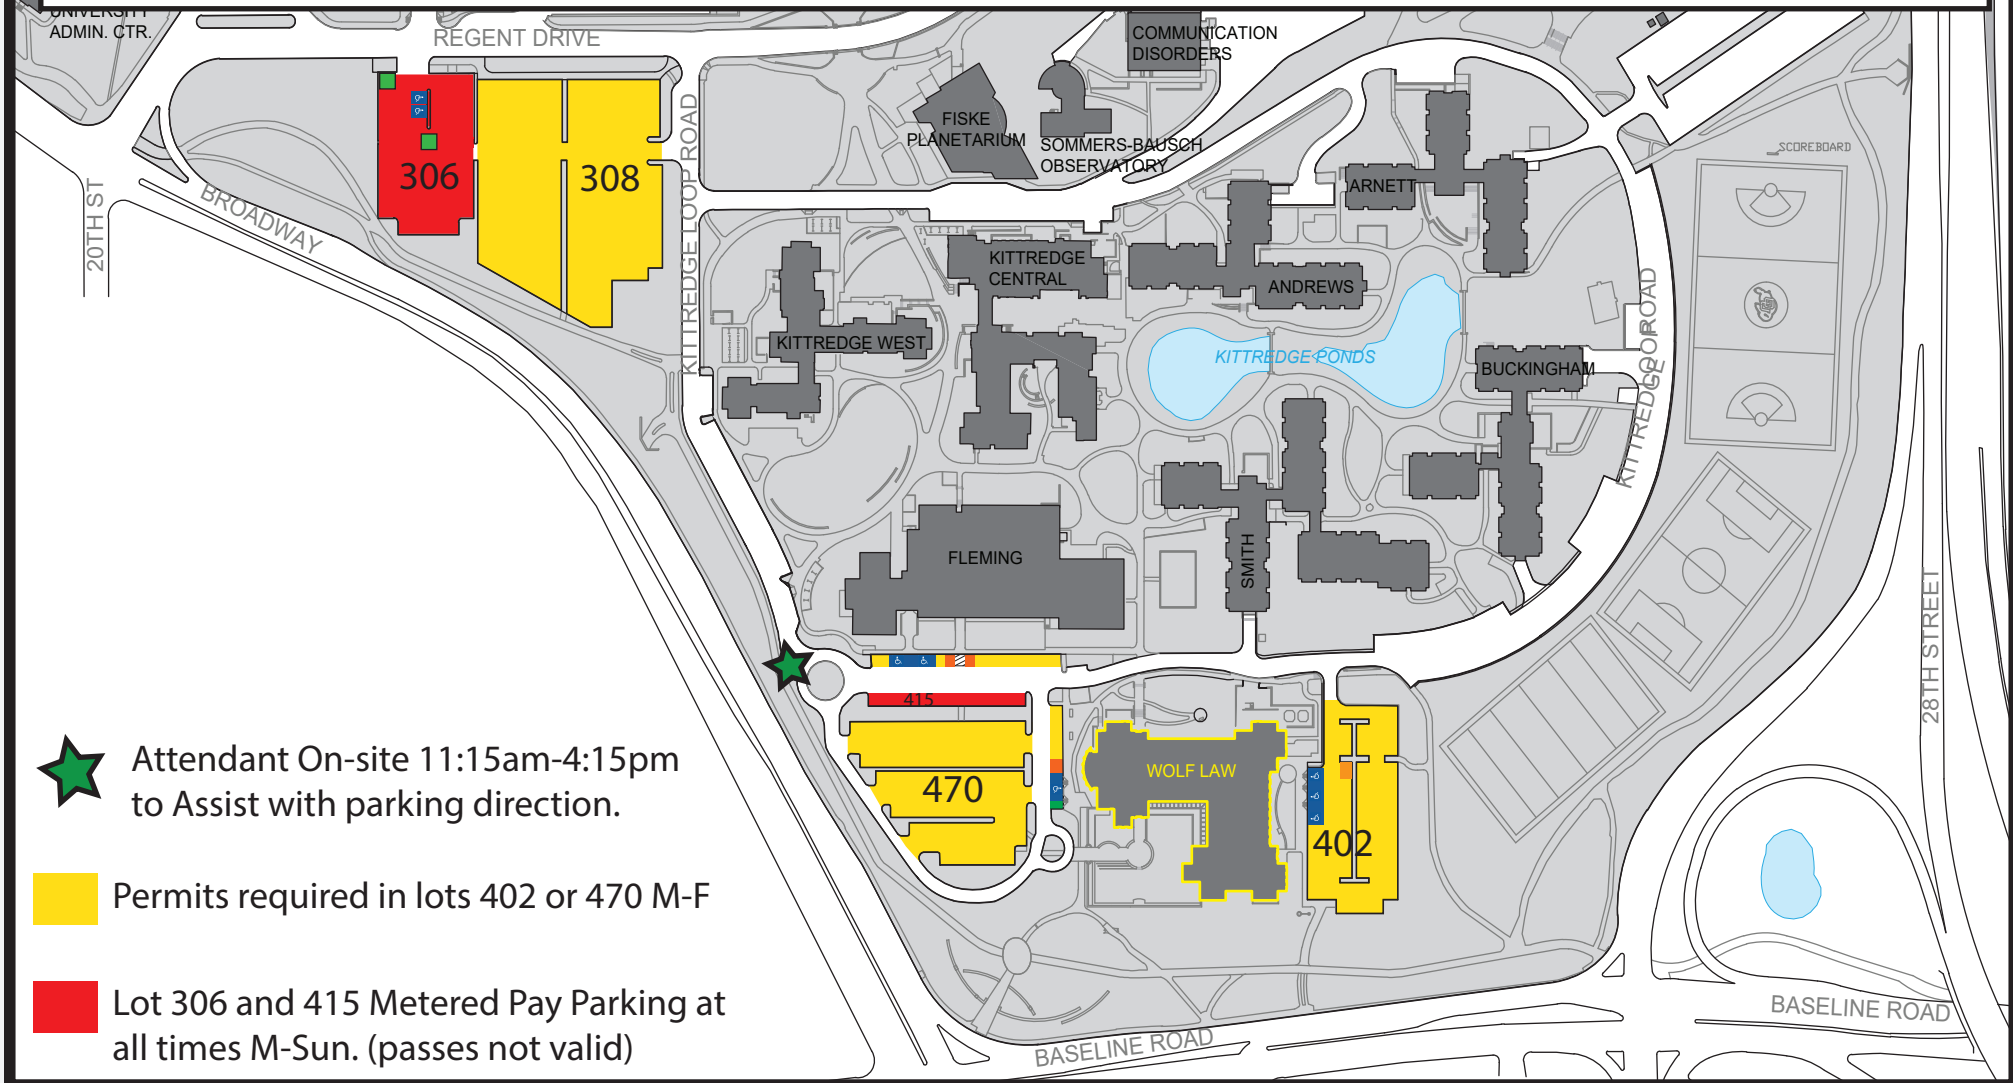 UNIVERSITY
ADMIN. CTR.
REGENT DRIVE
COMMUNICATION
DISORDERS
FISKE
PLANETARIUM
SOMMERS-BAUSCH
OBSERVATORY
SCOREBOARD
306
308
KITTREDGE LOOP ROAD
ARNETT
20TH ST
BROADWAY
KITTREDGE
CENTRAL
ANDREWS
KITTREDGE WEST
KITTREDGE PONDS
BUCKINGHAM
KITTREDGE LOOP ROAD
FLEMING
SMITH
28TH STREET
415
470
WOLF LAW
402
Attendant On-site 11:15am-4:15pm
to Assist with parking direction.
Permits required in lots 402 or 470 M-F
Lot 306 and 415 Metered Pay Parking at
all times M-Sun. (passes not valid)
BASELINE ROAD
BASELINE ROAD